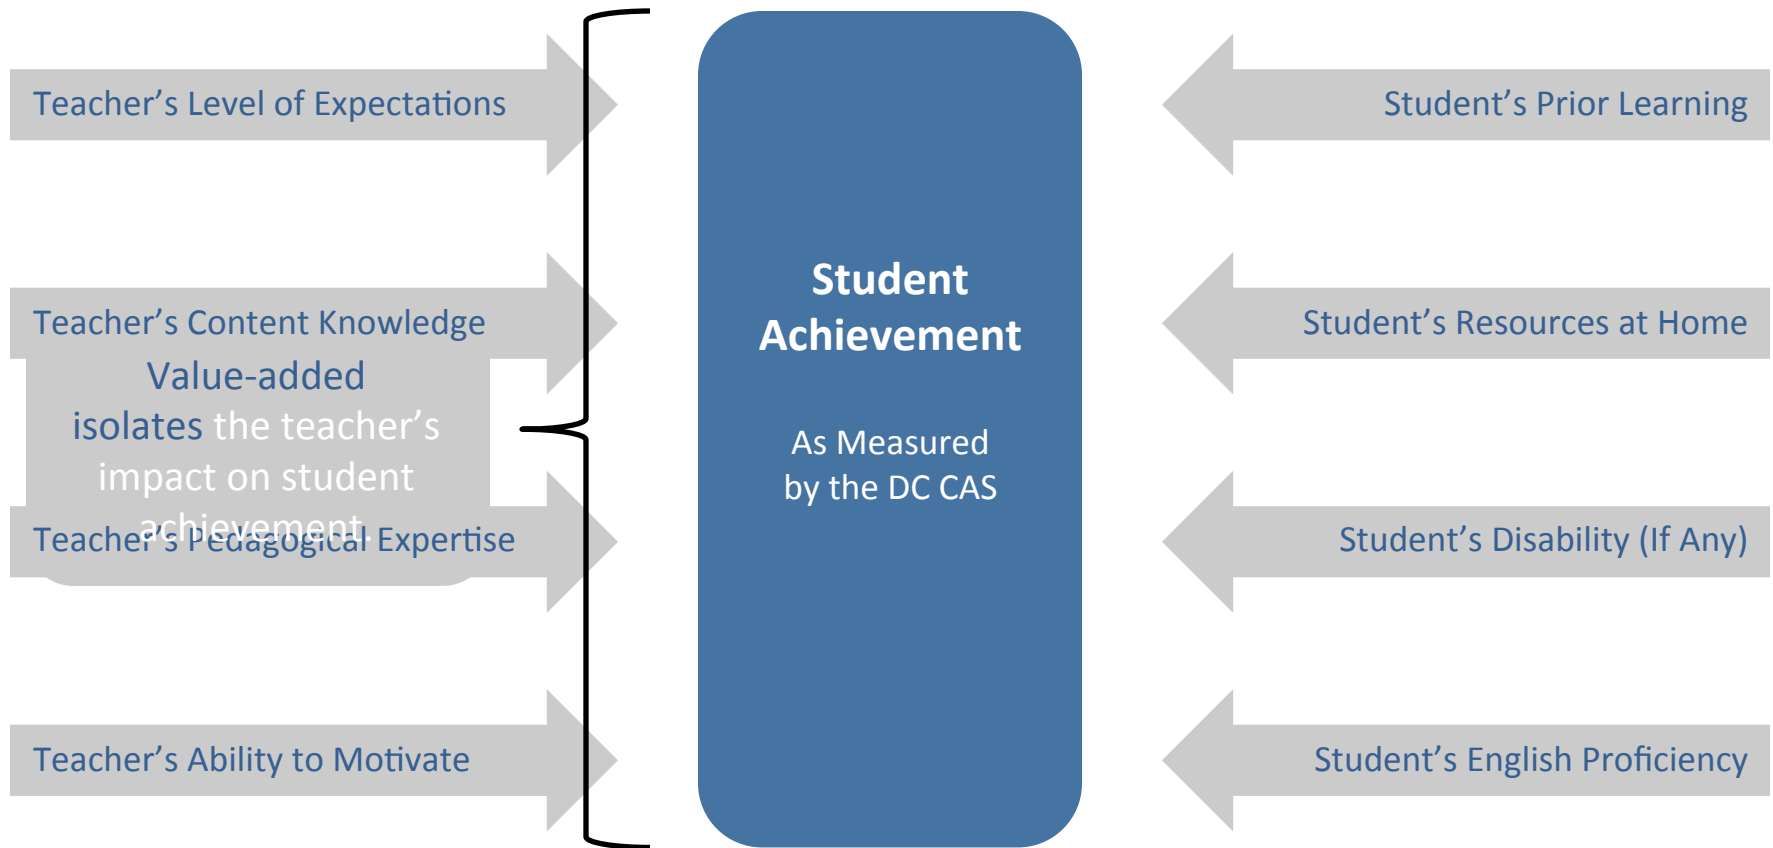 Teacher’s Level of Expectations
Teacher’s Content Knowledge
Value-added
isolates the teacher’s
impact on student
achievement.
Teacher’s Pedagogical Expertise
Teacher’s Ability to Motivate
Student
Achievement
As Measured
by the DC CAS
Student’s Prior Learning
Student’s Resources at Home
Student’s Disability (If Any)
Student’s English Proficiency